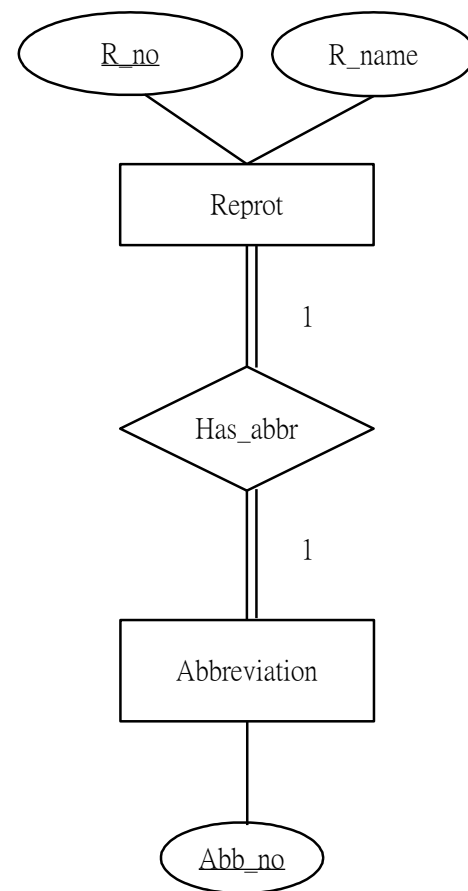 R_no
R_name
Reprot
1
Has_abbr
1
Abbreviation
Abb_no